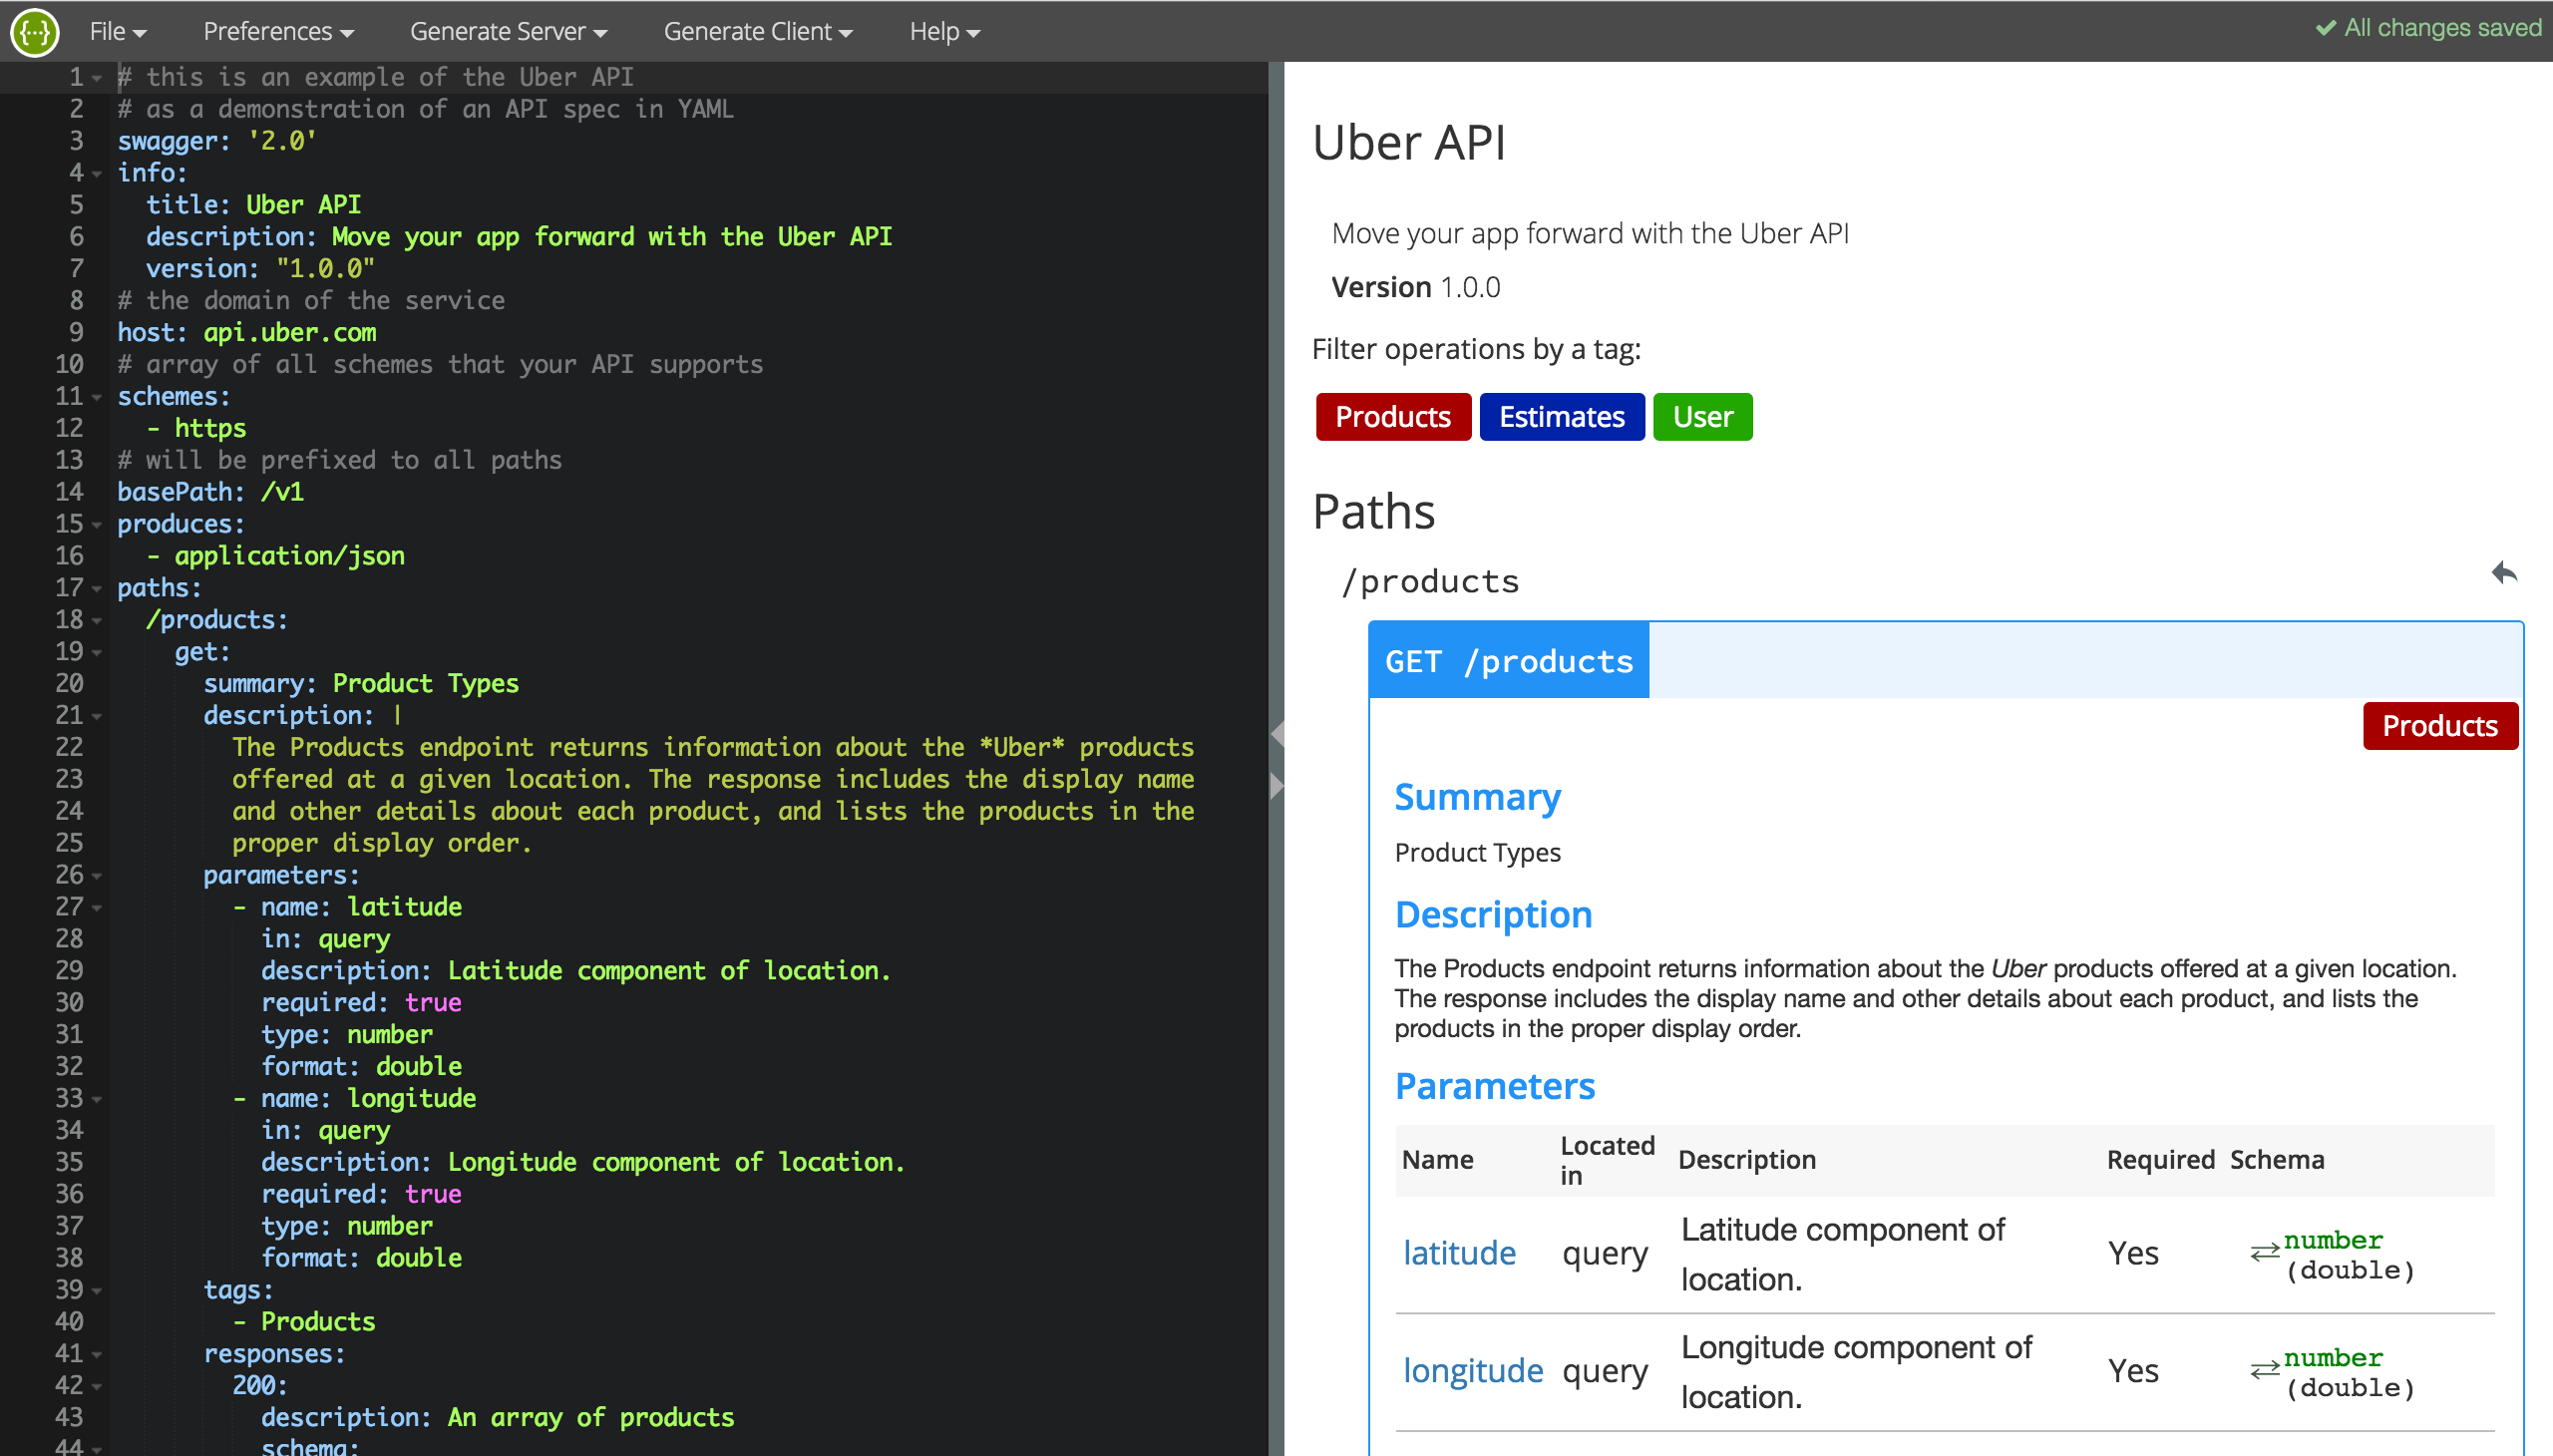 {···} File Preferences Generate Server Generate Client Help All changes saved
1 # this is an example of the Uber API
2 # as a demonstration of an API spec in YAML
3 swagger: '2.0'
4 info:
5 title: Uber API
6 description: Move your app forward with the Uber API
7 version: "1.0.0"
8 # the domain of the service
9 host: api.uber.com
10 # array of all schemes that your API supports
11 schemes:
12 - https
13 # will be prefixed to all paths
14 basePath: /v1
15 produces:
16 - application/json
17 paths:
18 /products:
19 get:
20 summary: Product Types
21 description: |
22 The Products endpoint returns information about the *Uber* products
23 offered at a given location. The response includes the display name
24 and other details about each product, and lists the products in the
25 proper display order.
26 parameters:
27 - name: latitude
28 in: query
29 description: Latitude component of location.
30 required: true
31 type: number
32 format: double
33 - name: longitude
34 in: query
35 description: Longitude component of location.
36 required: true
37 type: number
38 format: double
39 tags:
40 - Products
41 responses:
42 200:
43 description: An array of products
44 schema:
Uber API
Move your app forward with the Uber API
Version 1.0.0
Filter operations by a tag:
Products Estimates User
Paths
/products
GET /products
Products
Summary
Product Types
Description
The Products endpoint returns information about the Uber products offered at a given location.
The response includes the display name and other details about each product, and lists the
products in the proper display order.
Parameters
Name Located in Description Required Schema
latitude query Latitude component of location. Yes ⇄ number (double)
longitude query Longitude component of location. Yes ⇄ number (double)